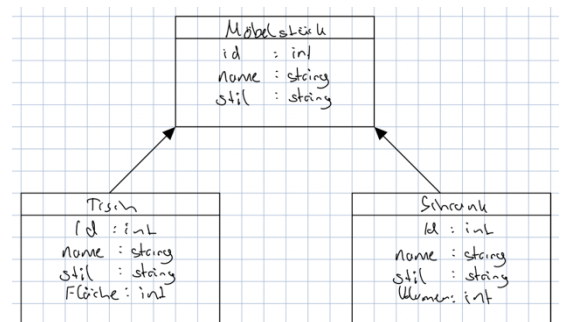 Möbelstück
id : int
name : string
stil : string
Tisch
Id : int
name : string
stil : string
Fläche : int
Schrank
Id : int
name : string
stil : string
: int